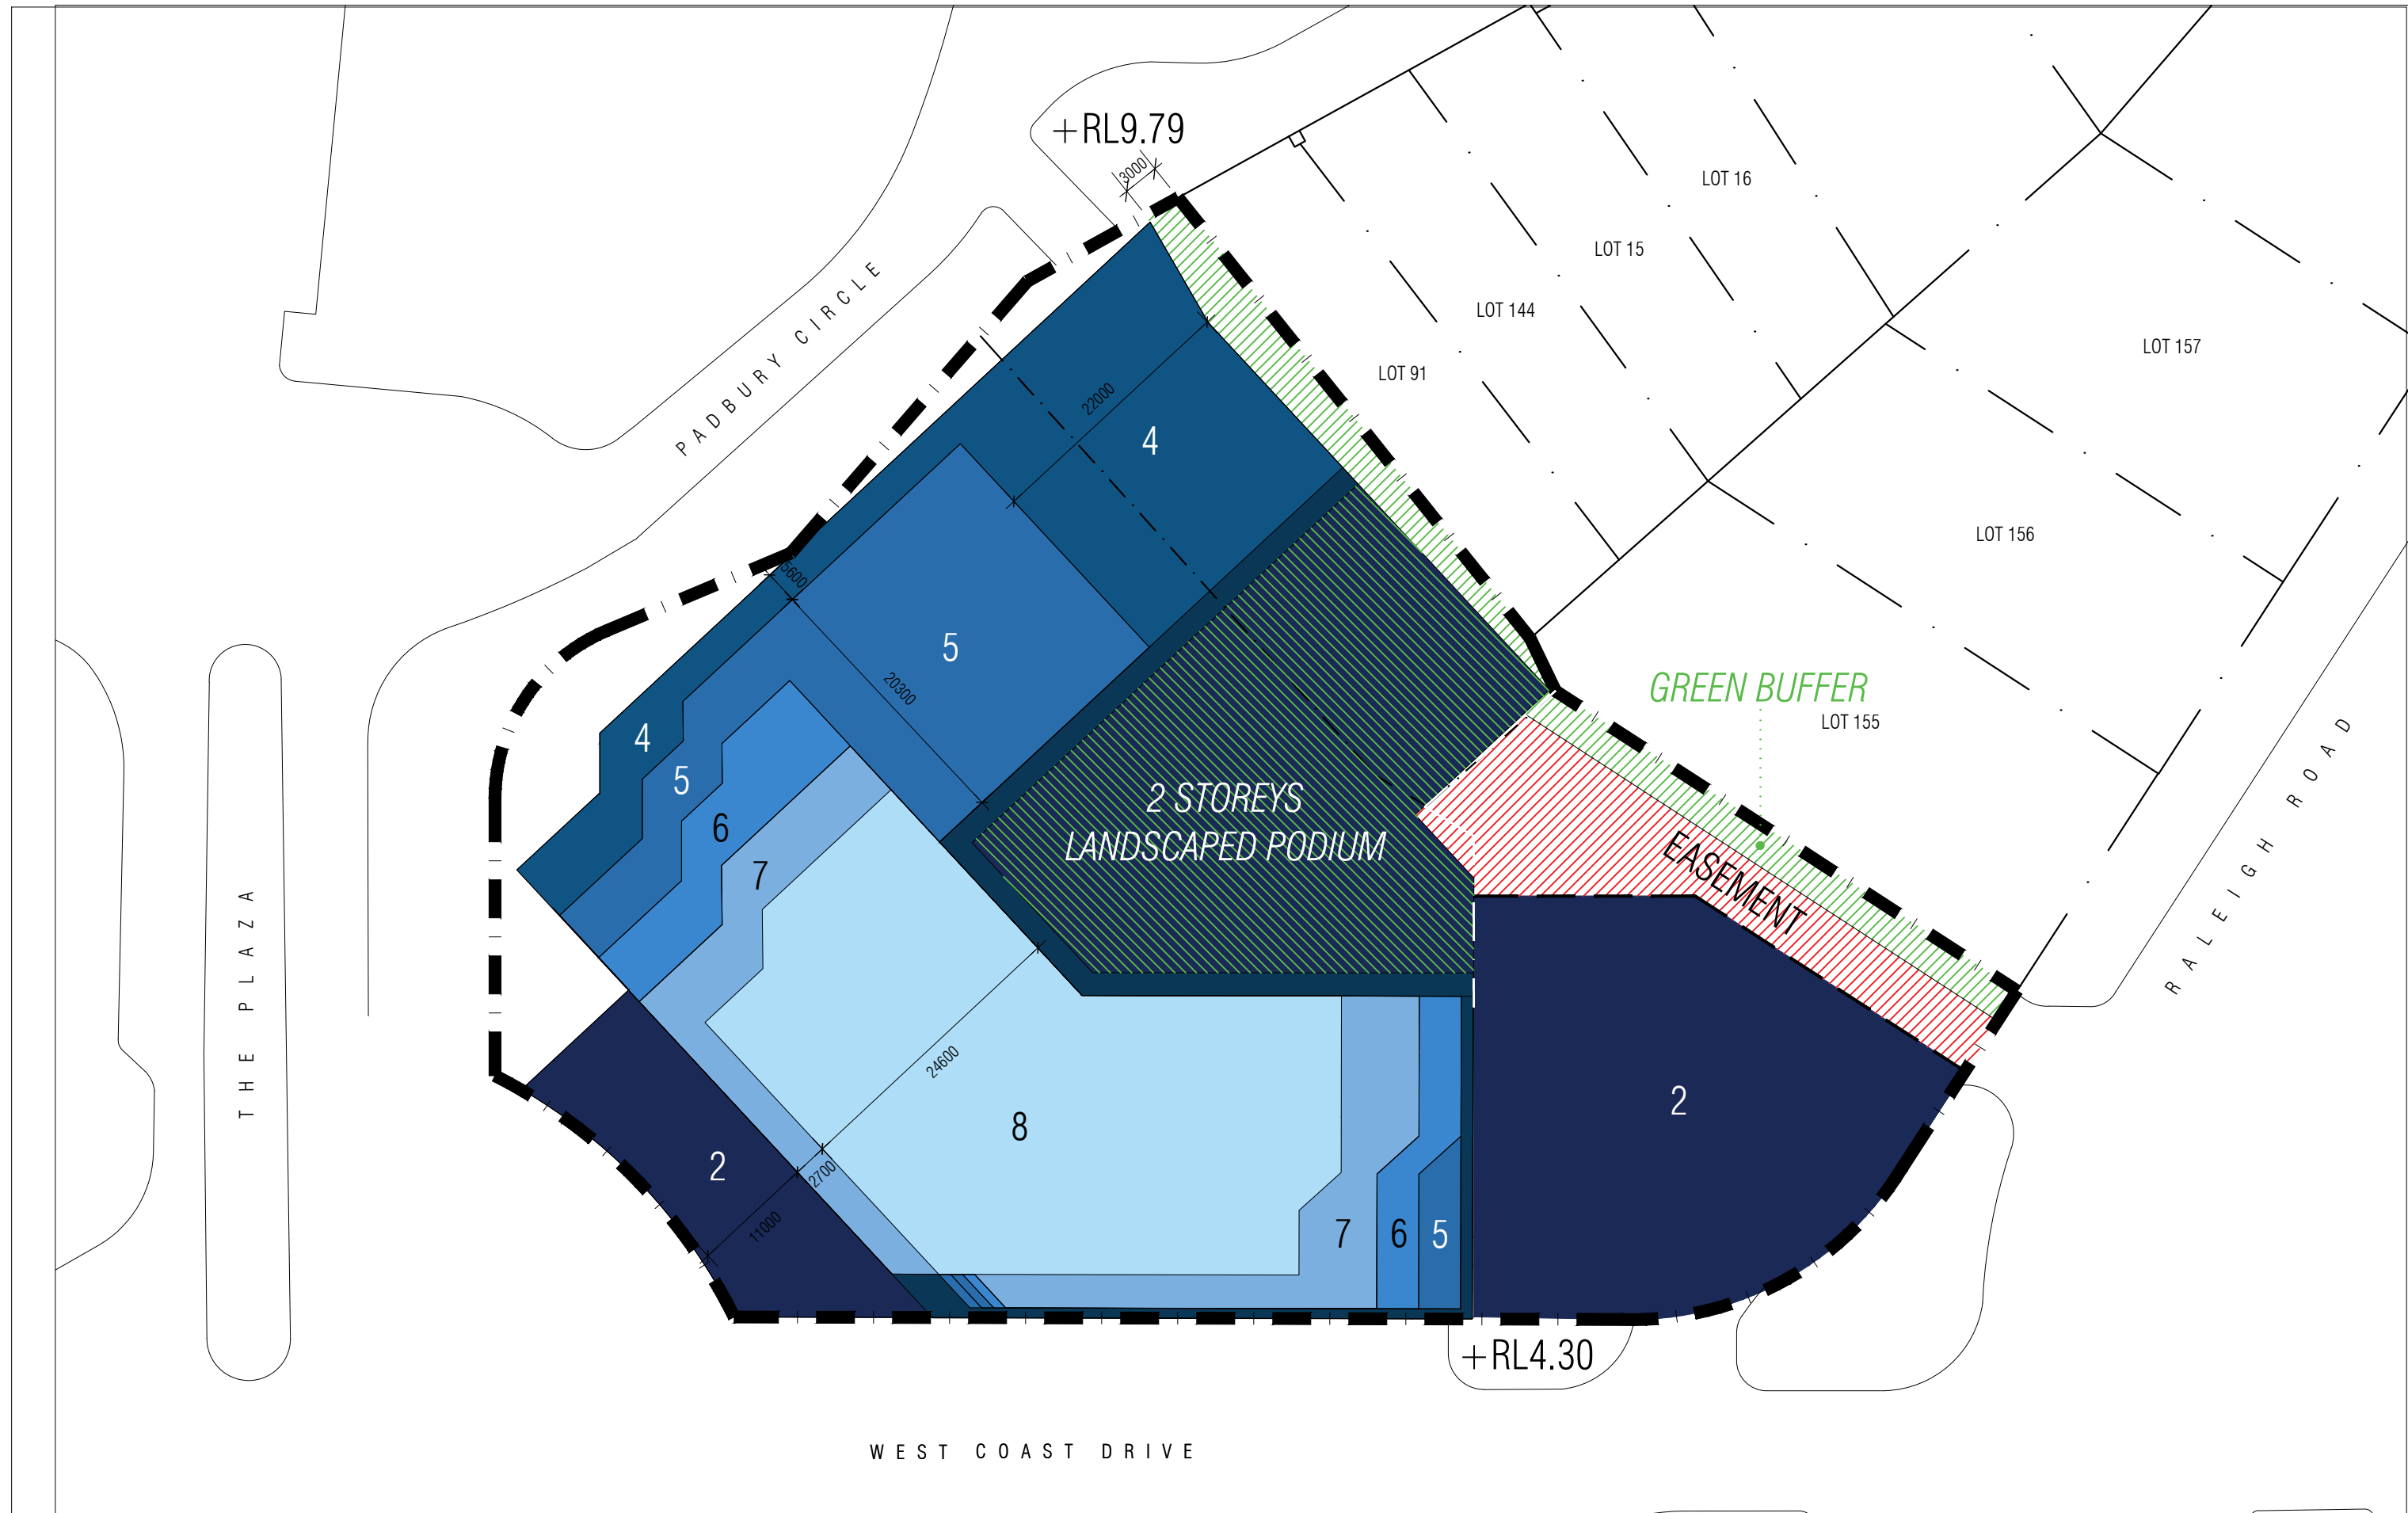 +RL9.79
3000
LOT 16
LOT 15
LOT 144
LOT 91
LOT 157
LOT 156
LOT 155
PADBURY CIRCLE
22000
4
5600
5
20300
GREEN BUFFER
4
5
6
7
2 STOREYS
LANDSCAPED PODIUM
EASEMENT
RALEIGH ROAD
THE PLAZA
24600
8
2
2
2700
11000
7
6
5
+RL4.30
WEST COAST DRIVE